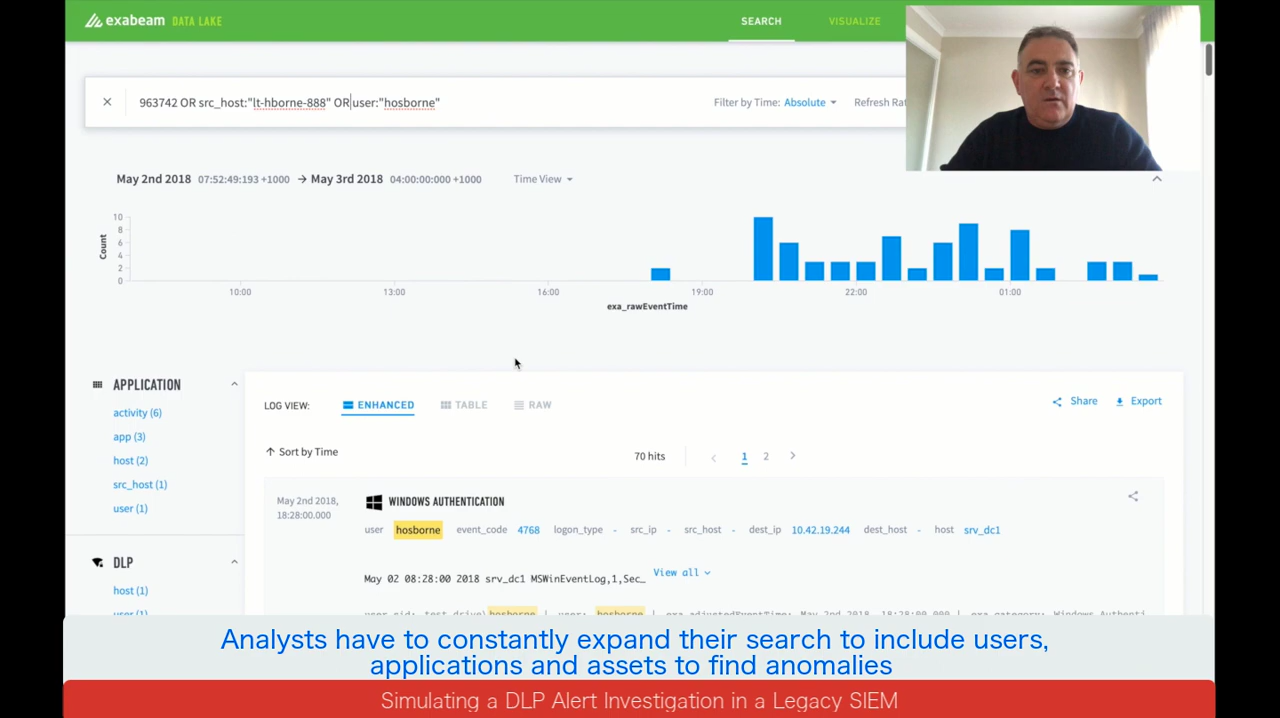 exabeam DATA LAKE
SEARCH
VISUALIZE
963742 OR src_host:"lt-hborne-888" OR user:"hosborne"
Filter by Time: Absolute
Refresh Rat
May 2nd 2018 07:52:49:193 +1000 → May 3rd 2018 04:00:00:000 +1000
Time View
Count
10
8
6
4
2
0
10:00 13:00 16:00 19:00 22:00 01:00
exa_rawEventTime
APPLICATION
activity (6)
app (3)
host (2)
src_host (1)
user (1)
DLP
host (1)
user (1)
LOG VIEW: ENHANCED TABLE RAW
Share Export
Sort by Time
70 hits
1 2
May 2nd 2018,
18:28:00.000
WINDOWS AUTHENTICATION
user hosborne event_code 4768 logon_type - src_ip - src_host - dest_ip 10.42.19.244 dest_host - host srv_dc1
May 02 08:28:00 2018 srv_dc1 MSWinEventLog,1,Sec… View all
Analysts have to constantly expand their search to include users,
applications and assets to find anomalies
Simulating a DLP Alert Investigation in a Legacy SIEM